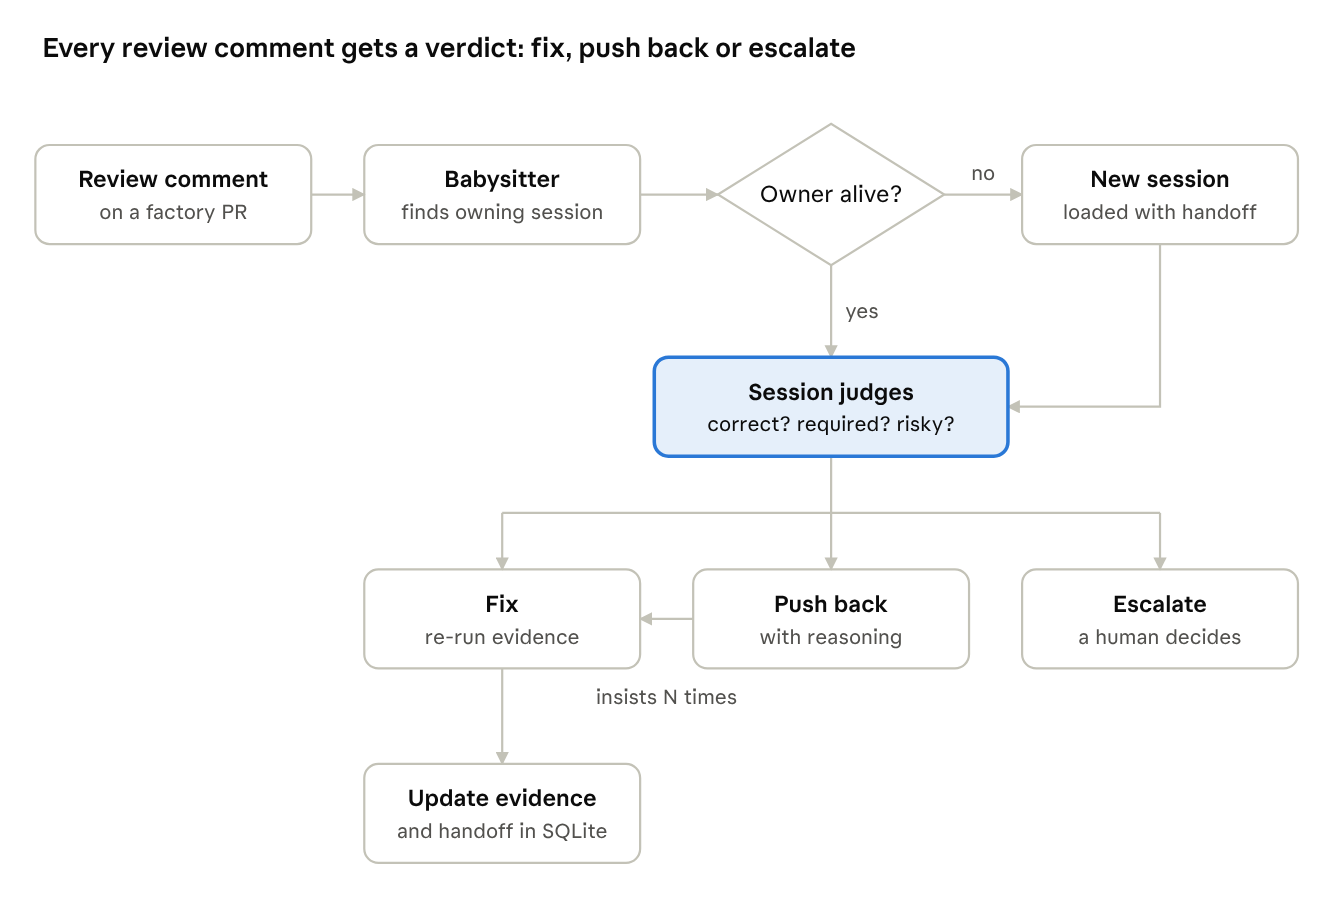 Every review comment gets a verdict: fix, push back or escalate
Review comment
on a factory PR
Babysitter
finds owning session
Owner alive?
no
New session
loaded with handoff
yes
Session judges
correct? required? risky?
Fix
re-run evidence
Push back
with reasoning
Escalate
a human decides
insists N times
Update evidence
and handoff in SQLite